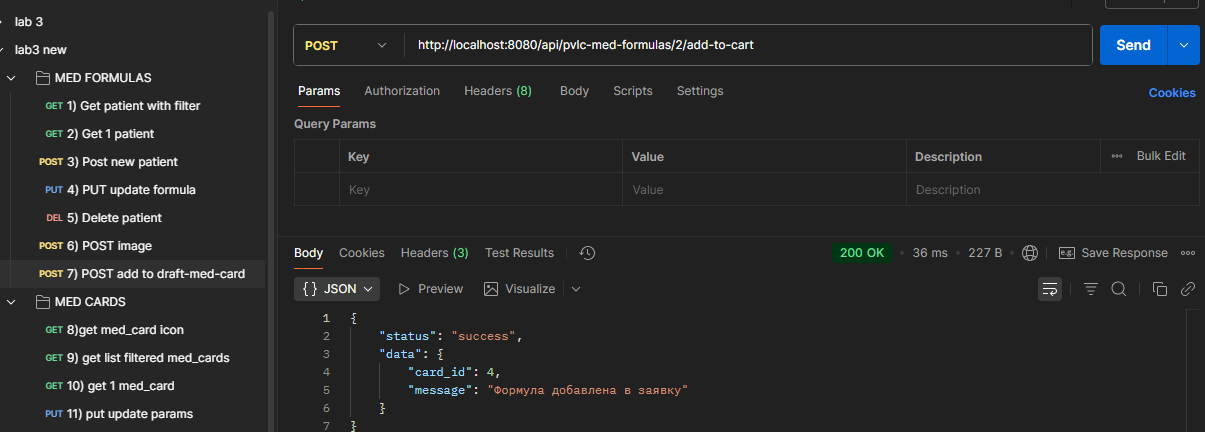 lab 3
lab3 new
MED FORMULAS
GET 1) Get patient with filter
GET 2) Get 1 patient
POST 3) Post new patient
PUT 4) PUT update formula
DEL 5) Delete patient
POST 6) POST image
POST 7) POST add to draft-med-card
MED CARDS
GET 8)get med_card icon
GET 9) get list filtered med_cards
GET 10) get 1 med_card
PUT 11) put update params
POST http://localhost:8080/api/pvlc-med-formulas/2/add-to-cart Send
Params Authorization Headers (8) Body Scripts Settings Cookies
Query Params
Key Value Description Bulk Edit
Key Value Description
Body Cookies Headers (3) Test Results 200 OK 36 ms 227 B e.g. Save Response
{} JSON Preview Visualize
1 {
2 "status": "success",
3 "data": {
4 "card_id": 4,
5 "message": "Формула добавлена в заявку"
6 }
7 }